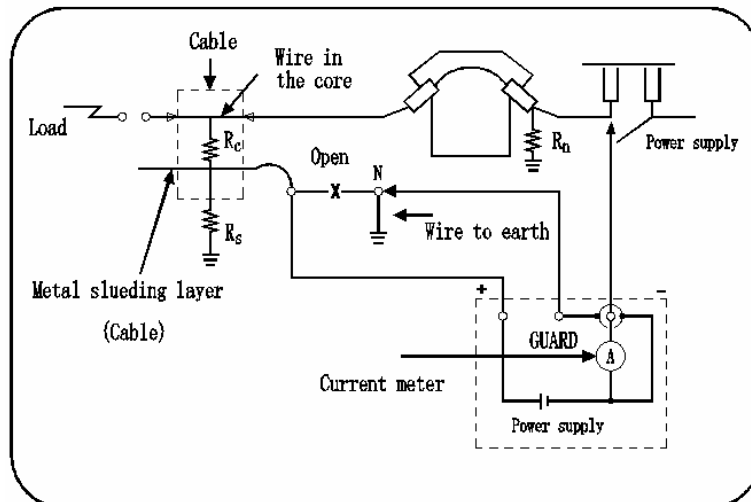 Cable
Wire in
the core
Load
Rc
Open
N
Rn
Power supply
Rs
Wire to earth
Metal slueding layer
(Cable)
+
-
GUARD
A
Current meter
Power supply